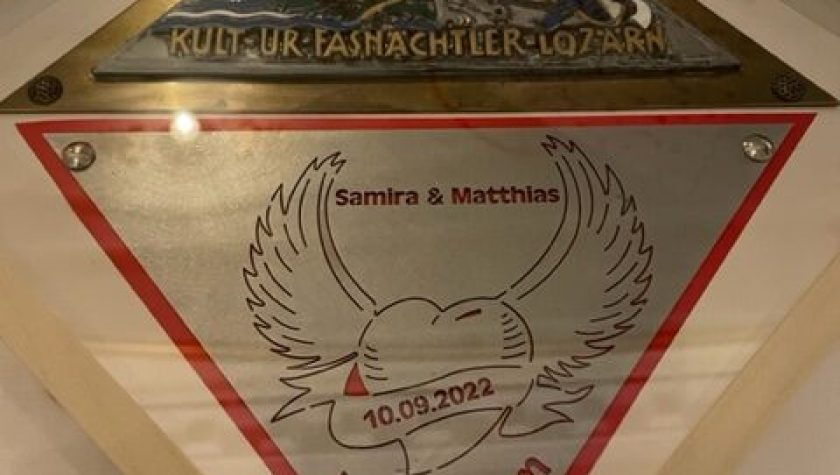 KULT-UR-FASNÄCHTLER-LOZÄRN
Samira & Matthias
10.09.2022